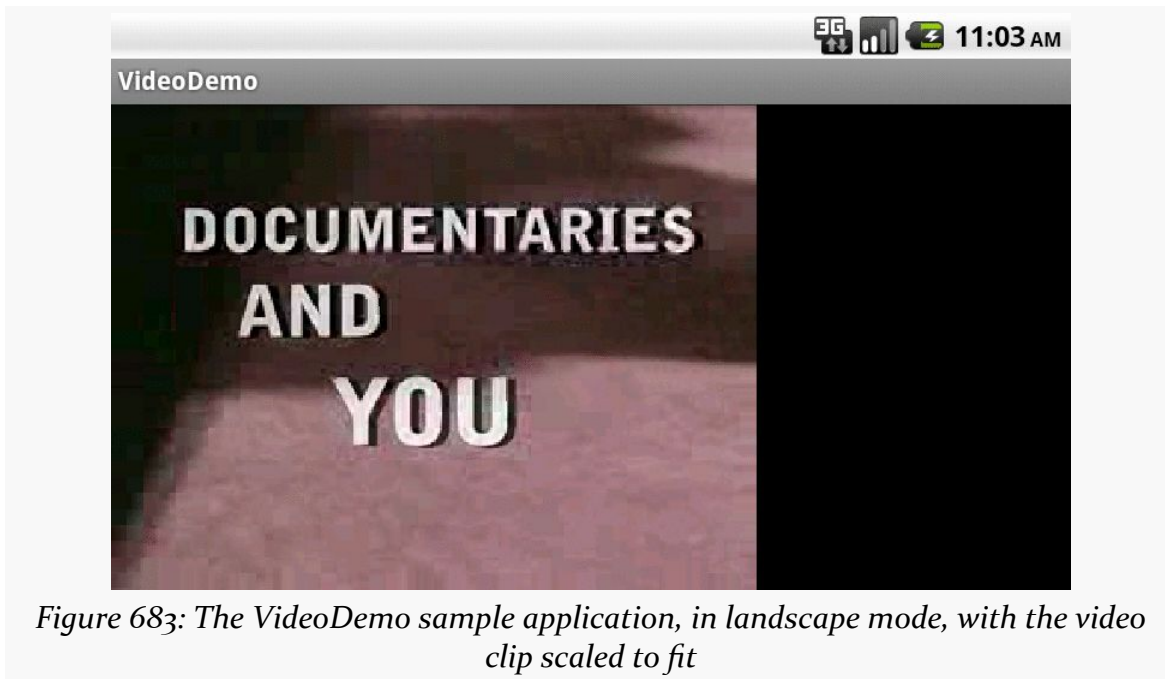 3G 11:03 AM
VideoDemo
DOCUMENTARIES
AND
YOU
Figure 683: The VideoDemo sample application, in landscape mode, with the video
clip scaled to fit